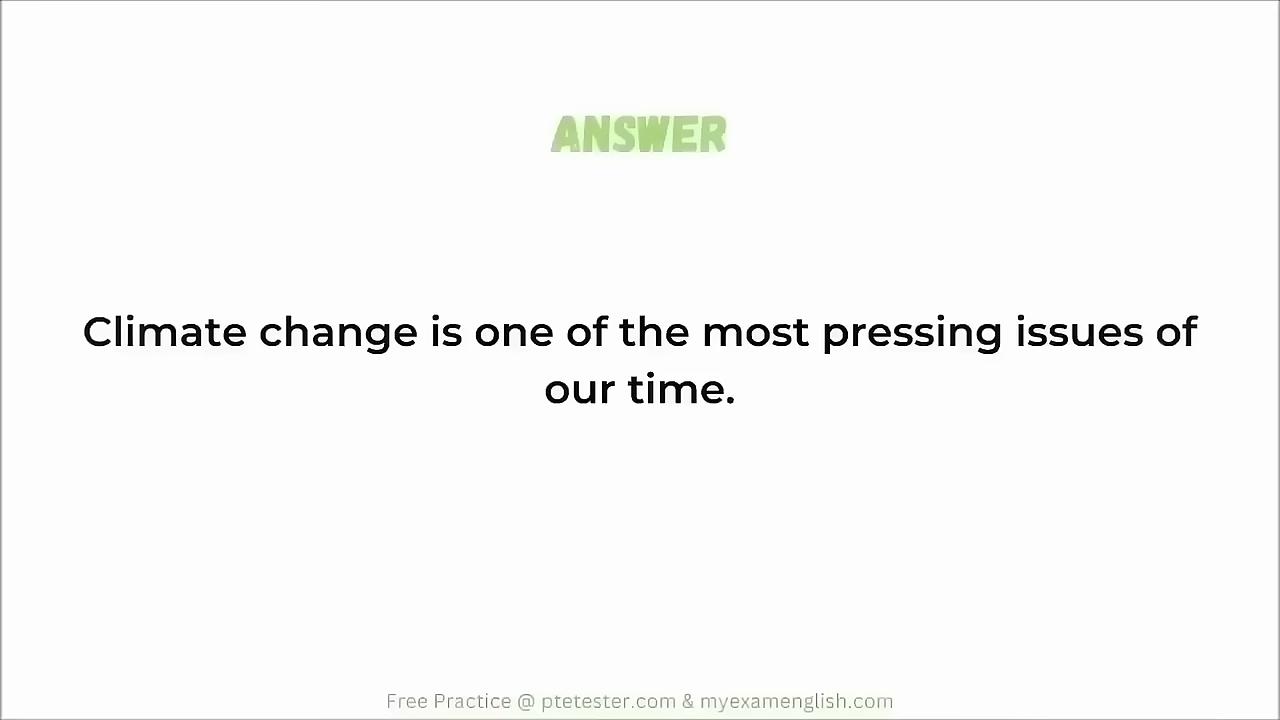 ANSWER
Climate change is one of the most pressing issues of
our time.
Free Practice @ ptetester.com & myexamenglish.com